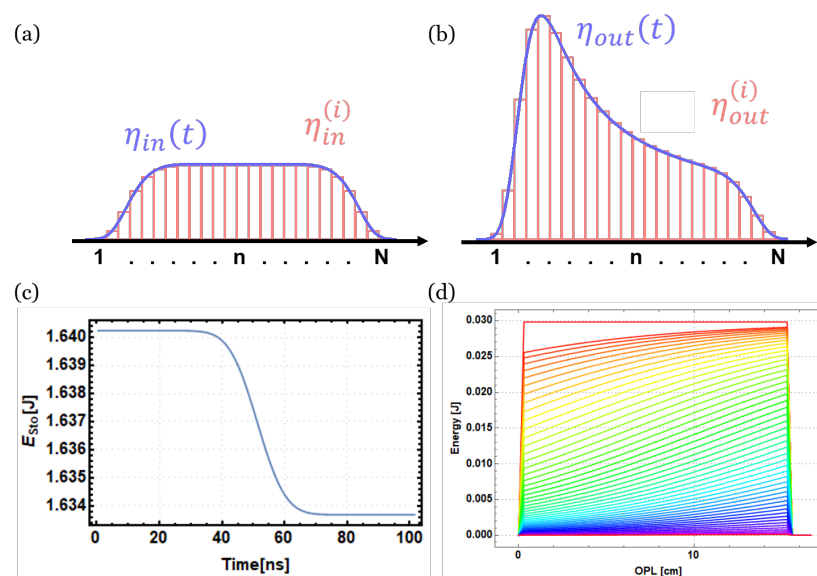 (a)
η_in(t)
η_in^(i)
1 . . . . . n . . . . . N
(b)
η_out(t)
η_out^(i)
1 . . . . . n . . . . . N
(c)
E_Sto[J]
1.640
1.639
1.637
1.636
1.635
1.634
0 20 40 60 80 100
Time[ns]
(d)
Energy [J]
0.030
0.025
0.020
0.015
0.010
0.005
0.000
0 10
OPL [cm]